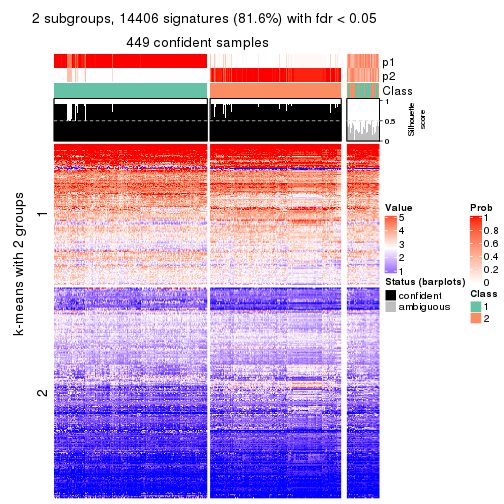 2 subgroups, 14406 signatures (81.6%) with fdr < 0.05
449 confident samples
p1
p2
Class
1
0.5
0
Silhouette
score
k-means with 2 groups
1
2
Value
5
4
3
2
1
Status (barplots)
confident
ambiguous
Prob
1
0.8
0.6
0.4
0.2
0
Class
1
2